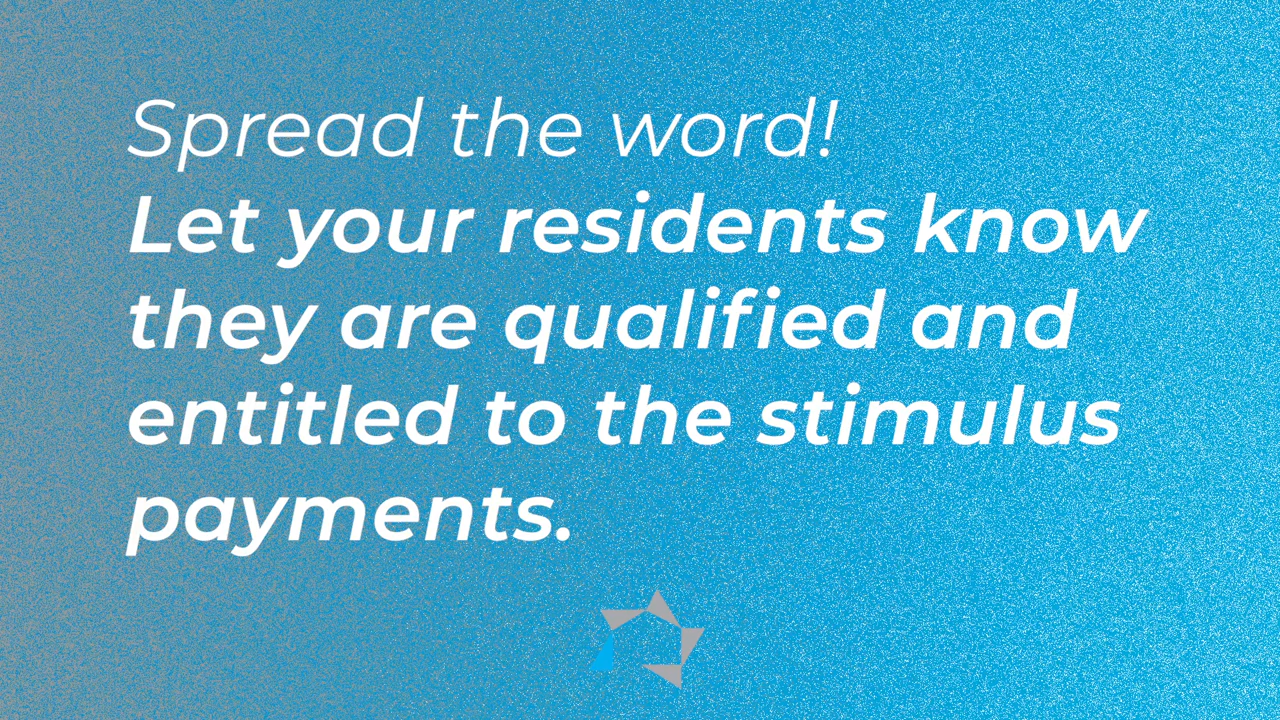 Spread the word!
Let your residents know
they are qualified and
entitled to the stimulus
payments.